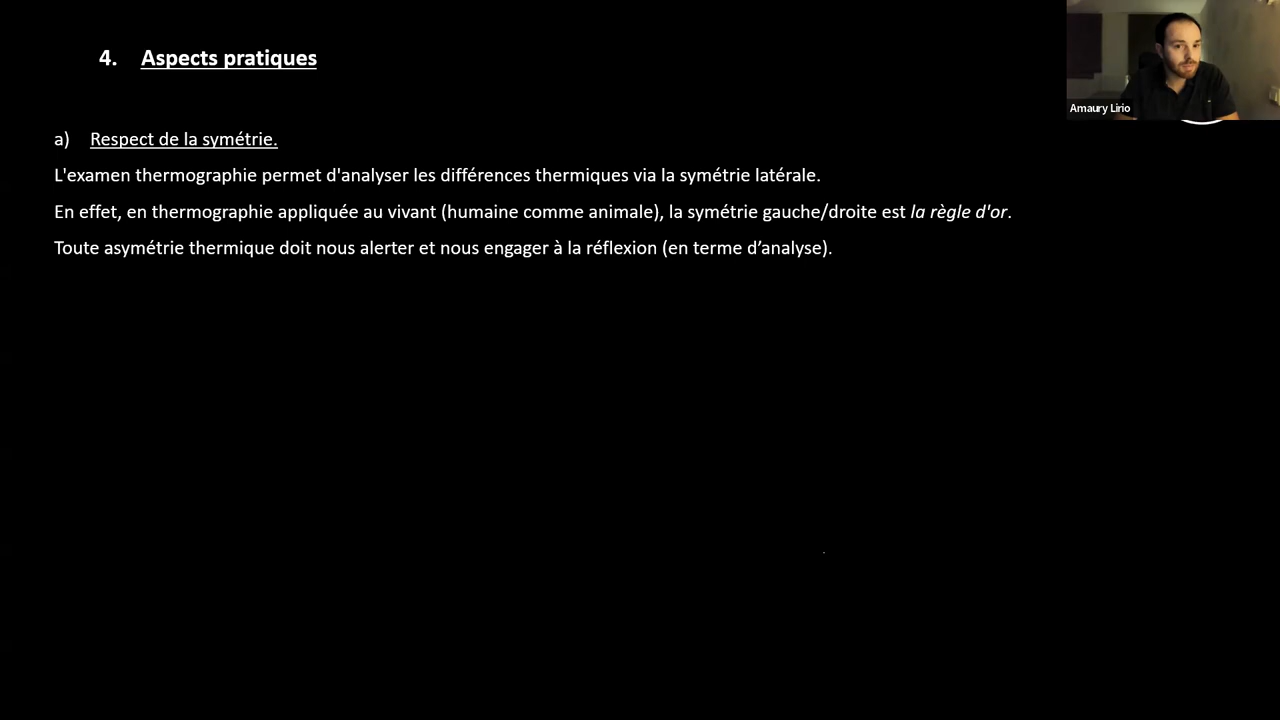 4. Aspects pratiques
Amaury Lirio
a) Respect de la symétrie.
L'examen thermographie permet d'analyser les différences thermiques via la symétrie latérale.
En effet, en thermographie appliquée au vivant (humaine comme animale), la symétrie gauche/droite est la règle d'or.
Toute asymétrie thermique doit nous alerter et nous engager à la réflexion (en terme d’analyse).